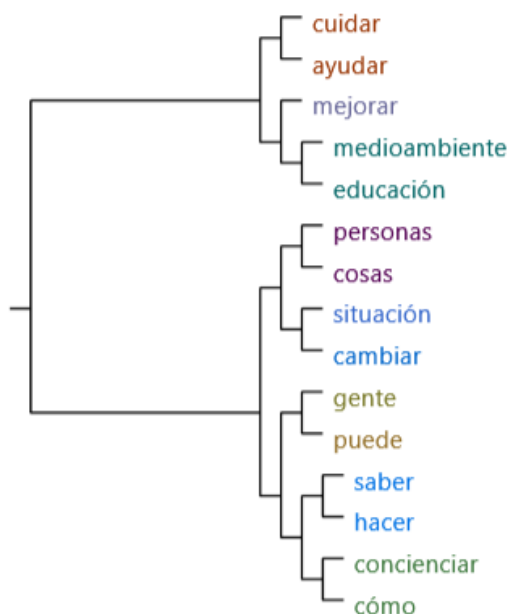 cuidar
ayudar
mejorar
medioambiente
educación
personas
cosas
situación
cambiar
gente
puede
saber
hacer
concienciar
cómo